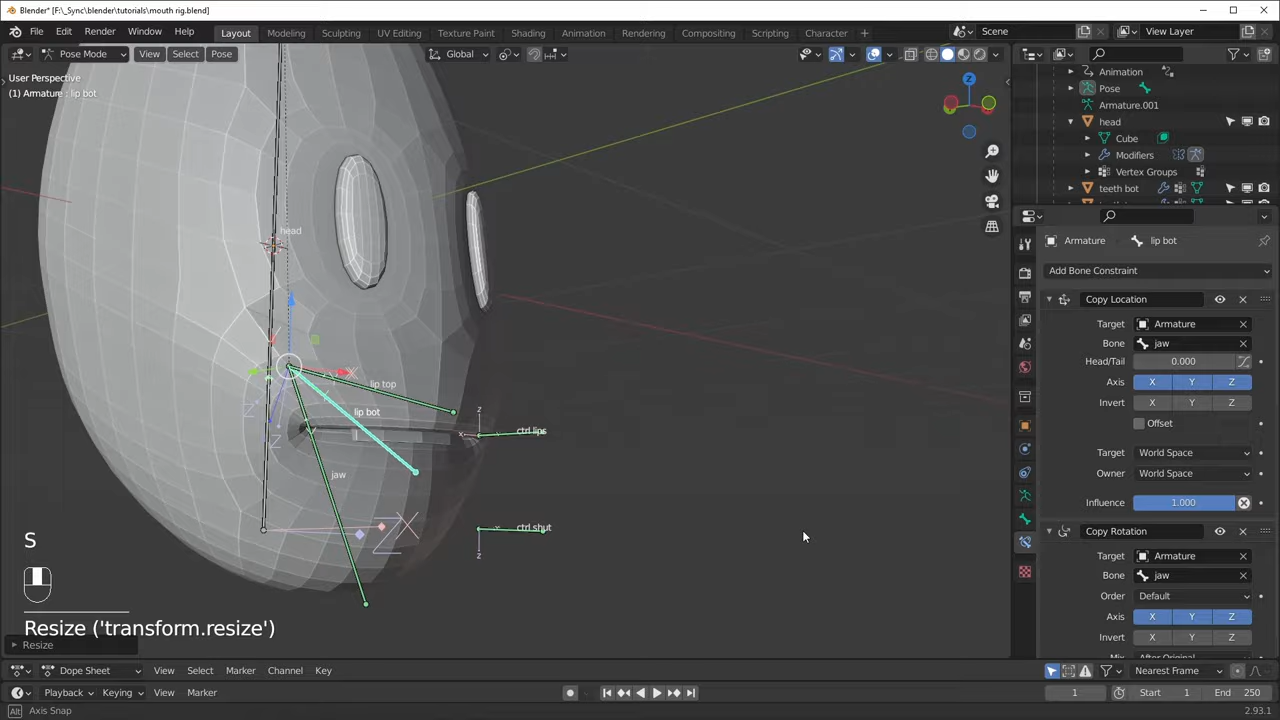 Blender* [F:\_Sync\blender\tutorials\mouth rig.blend]
File Edit Render Window Help Layout Modeling Sculpting UV Editing Texture Paint Shading Animation Rendering Compositing Scripting Character + Scene View Layer
Pose Mode View Select Pose Global
User Perspective
(1) Armature : lip bot
Z
Animation
Pose
Armature.001
head
Cube
Modifiers
Vertex Groups
teeth bot
Armature lip bot
Add Bone Constraint
Copy Location
Target Armature
Bone jaw
Head/Tail 0.000
Axis X Y Z
Invert X Y Z
Offset
Target World Space
Owner World Space
Influence 1.000
Copy Rotation
Target Armature
Bone jaw
Order Default
Axis X Y Z
Invert X Y Z
head
lip top
lip bot
ctrl lips
jaw
ctrl shut
S
Resize ('transform.resize')
Resize
Dope Sheet View Select Marker Channel Key Nearest Frame
Playback Keying View Marker 1 Start 1 End 250
Alt Axis Snap 2.93.1